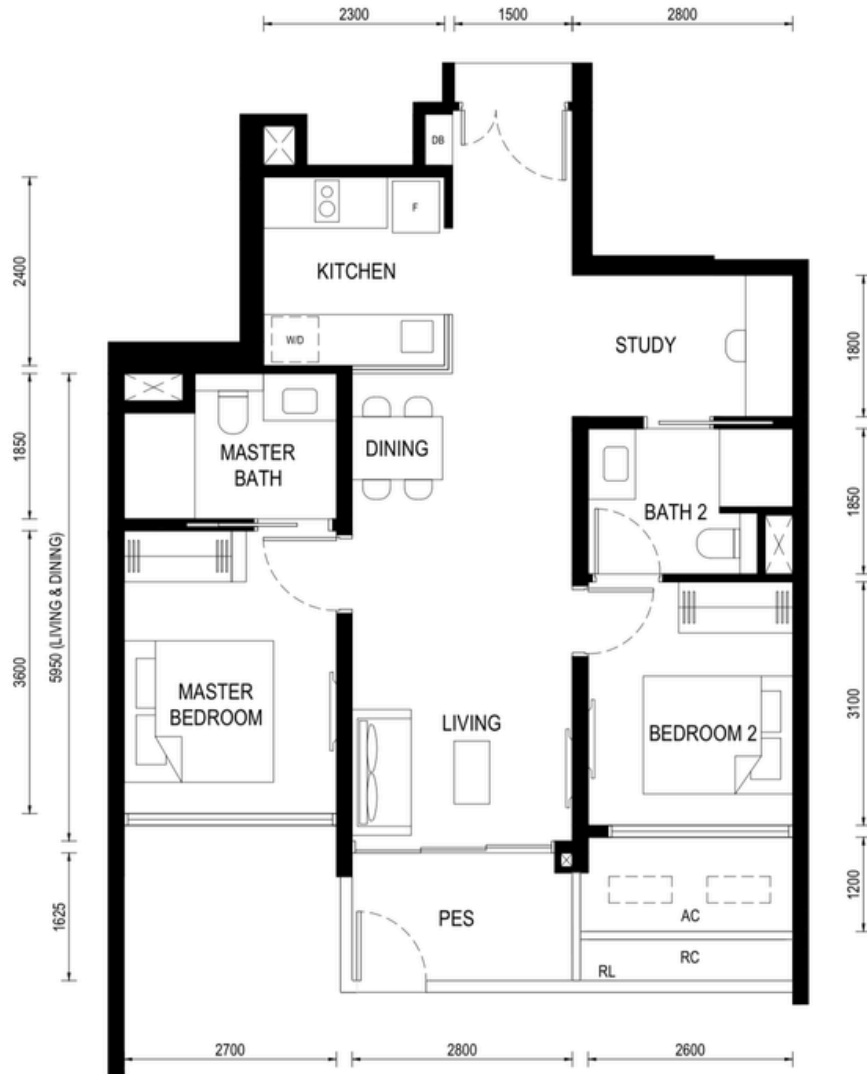 2300
1500
2800
DB
F
KITCHEN
2400
W/D
STUDY
1800
DINING
MASTER
BATH
1850
BATH 2
1850
5950 (LIVING & DINING)
3600
MASTER
BEDROOM
LIVING
BEDROOM 2
3100
1625
PES
AC
1200
RC
RL
2700
2800
2600